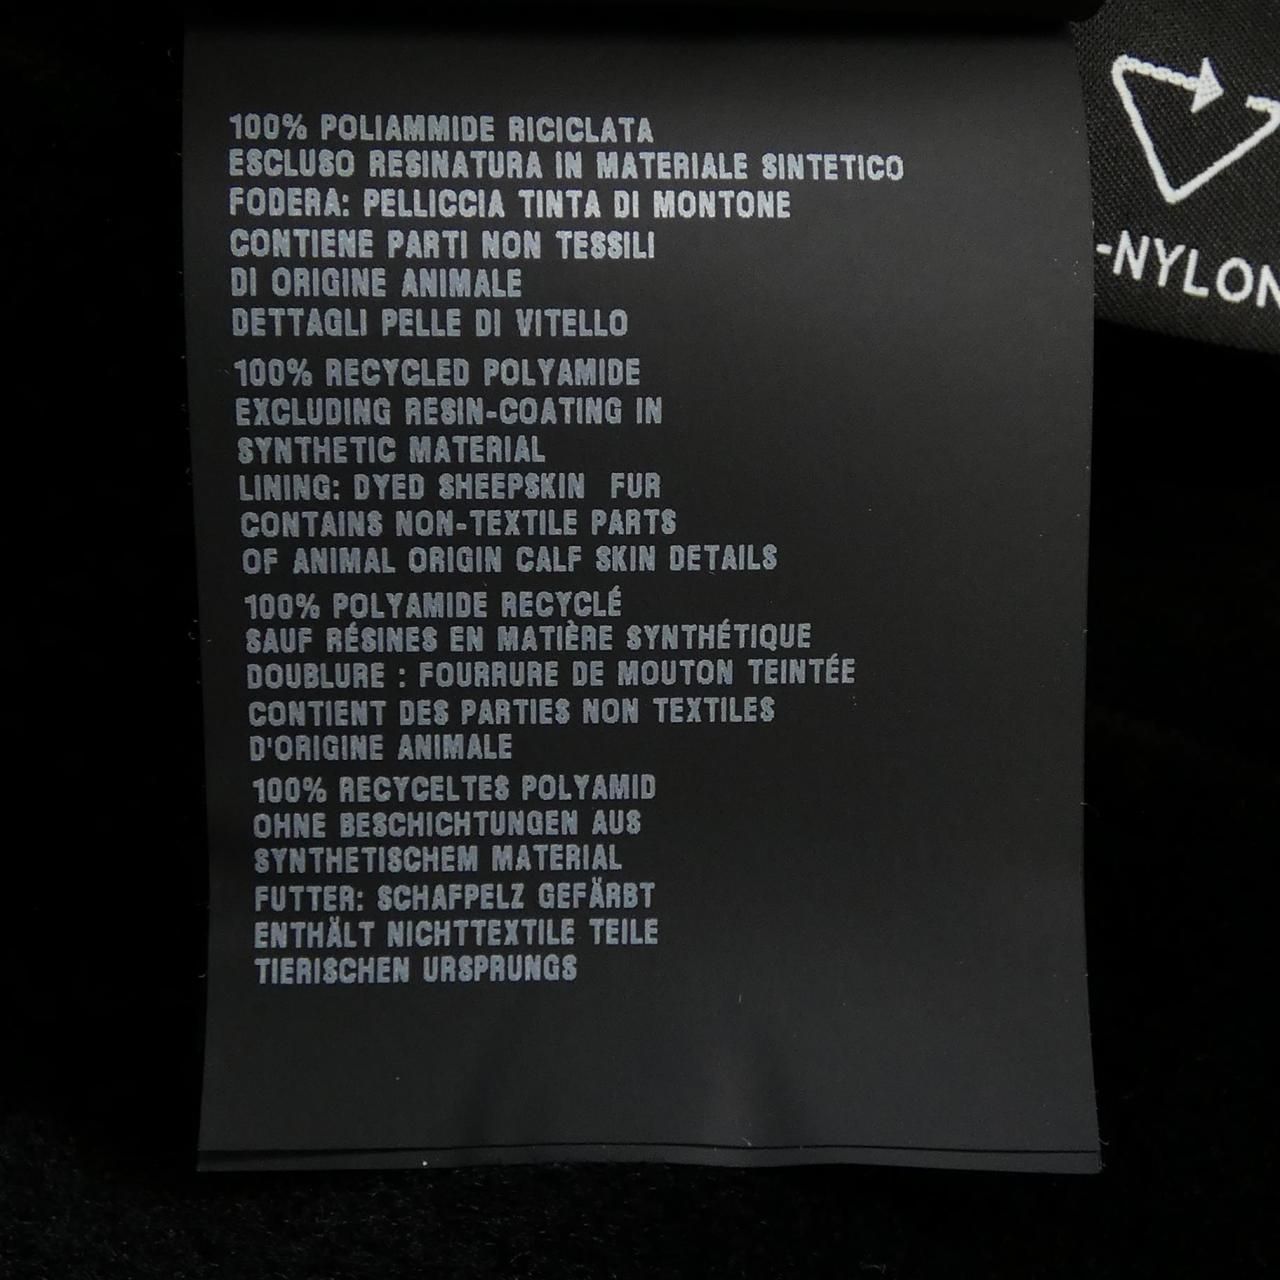 100% POLIAMMIDE RICICLATA
ESCLUSO RESINATURA IN MATERIALE SINTETICO
FODERA: PELLICCIA TINTA DI MONTONE
CONTIENE PARTI NON TESSILI
DI ORIGINE ANIMALE
DETTAGLI PELLE DI VITELLO
100% RECYCLED POLYAMIDE
EXCLUDING RESIN-COATING IN
SYNTHETIC MATERIAL
LINING: DYED SHEEPSKIN FUR
CONTAINS NON-TEXTILE PARTS
OF ANIMAL ORIGIN CALF SKIN DETAILS
100% POLYAMIDE RECYCLÉ
SAUF RÉSINES EN MATIÈRE SYNTHÉTIQUE
DOUBLURE : FOURRURE DE MOUTON TEINTÉE
CONTIENT DES PARTIES NON TEXTILES
D'ORIGINE ANIMALE
100% RECYCELTES POLYAMID
OHNE BESCHICHTUNGEN AUS
SYNTHETISCHEM MATERIAL
FUTTER: SCHAFPELZ GEFÄRBT
ENTHÄLT NICHTTEXTILE TEILE
TIERISCHEN URSPRUNGS
-NYLON